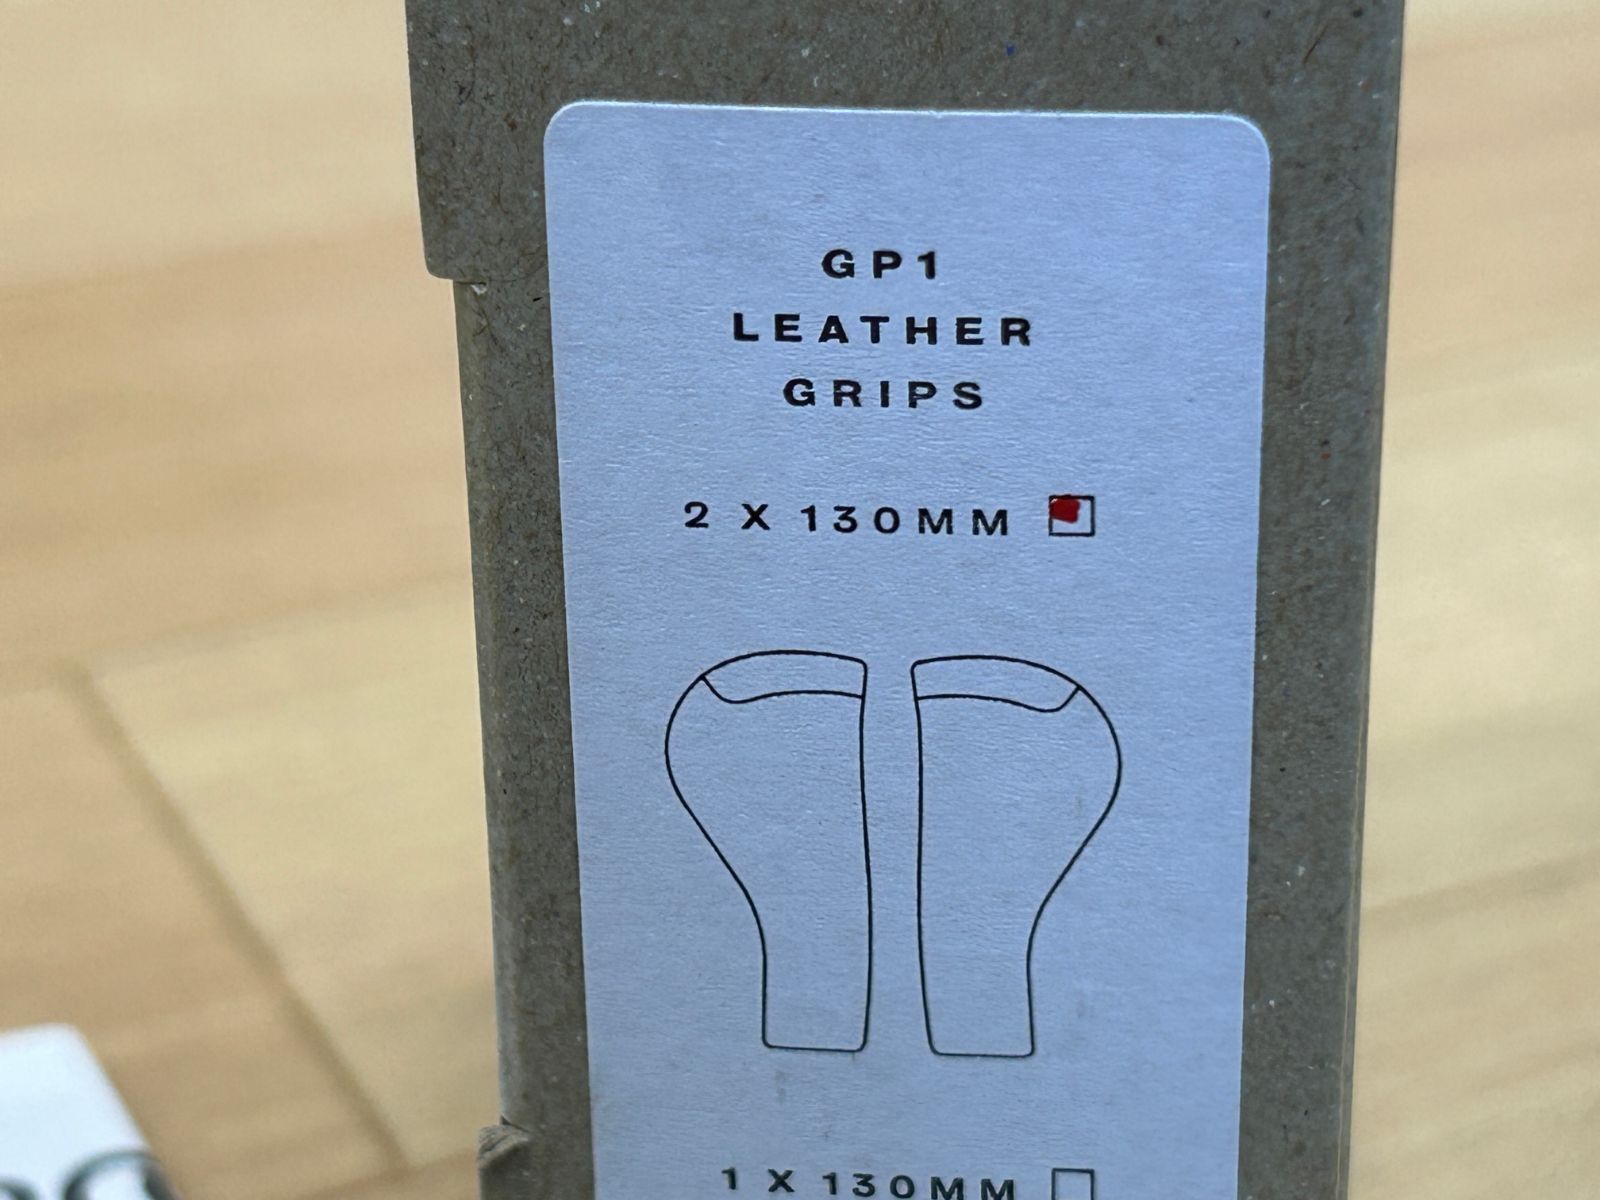 GP1
LEATHER
GRIPS
2 X 130MM
1 X 130MM